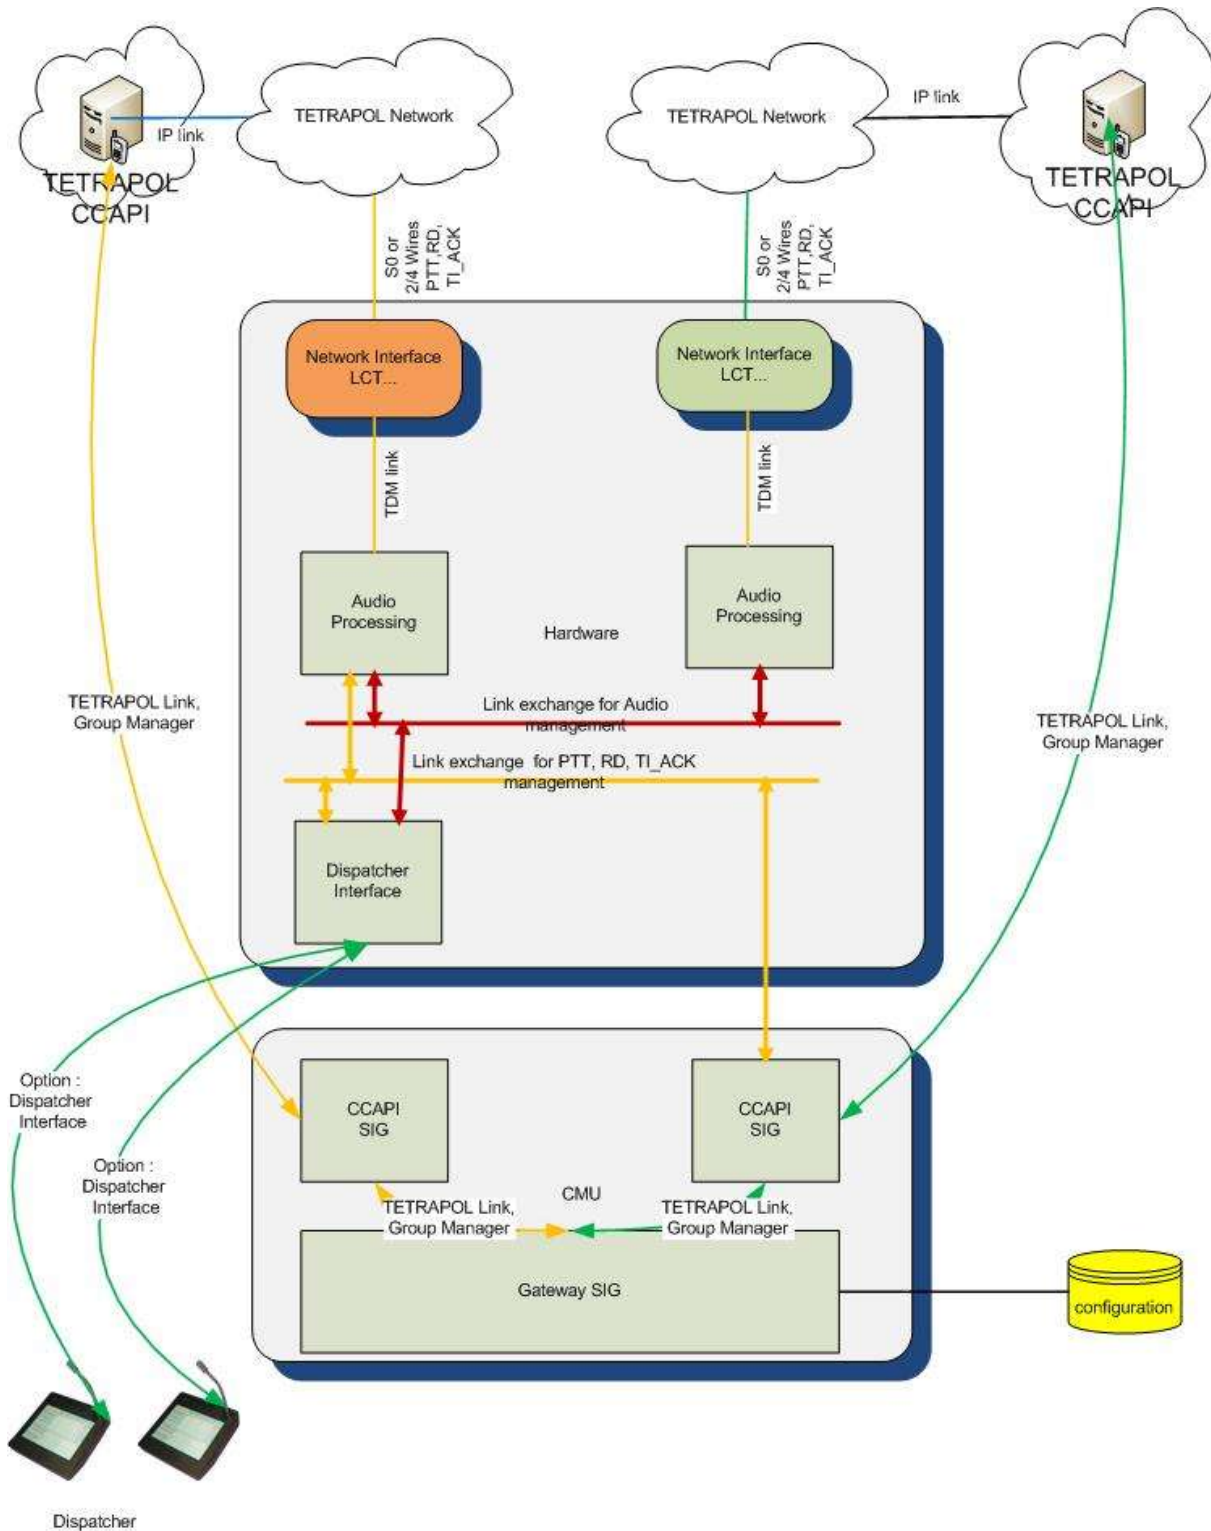 IP link
TETRAPOL
CCAPI
TETRAPOL Network
TETRAPOL Network
IP link
TETRAPOL
CCAPI
S0 or
2/4 Wires
PTT,RD,
TI_ACK
S0 or
2/4 Wires
PTT,RD,
TI_ACK
Network Interface
LCT...
Network Interface
LCT...
TDM link
TDM link
Audio
Processing
Hardware
Audio
Processing
TETRAPOL Link,
Group Manager
Link exchange for Audio
management
TETRAPOL Link,
Group Manager
Link exchange for PTT, RD, TI_ACK
management
Dispatcher
Interface
Option :
Dispatcher
Interface
Option :
Dispatcher
Interface
CCAPI
SIG
CCAPI
SIG
CMU
TETRAPOL Link,
Group Manager
TETRAPOL Link,
Group Manager
Gateway SIG
configuration
Dispatcher